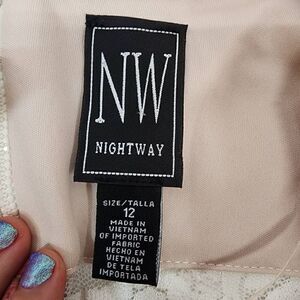 NW
NIGHTWAY
SIZE/TALLA
12
MADE IN
VIETNAM
OF IMPORTED
FABRIC
HECHO EN
VIETNAM
DE TELA
IMPORTADA